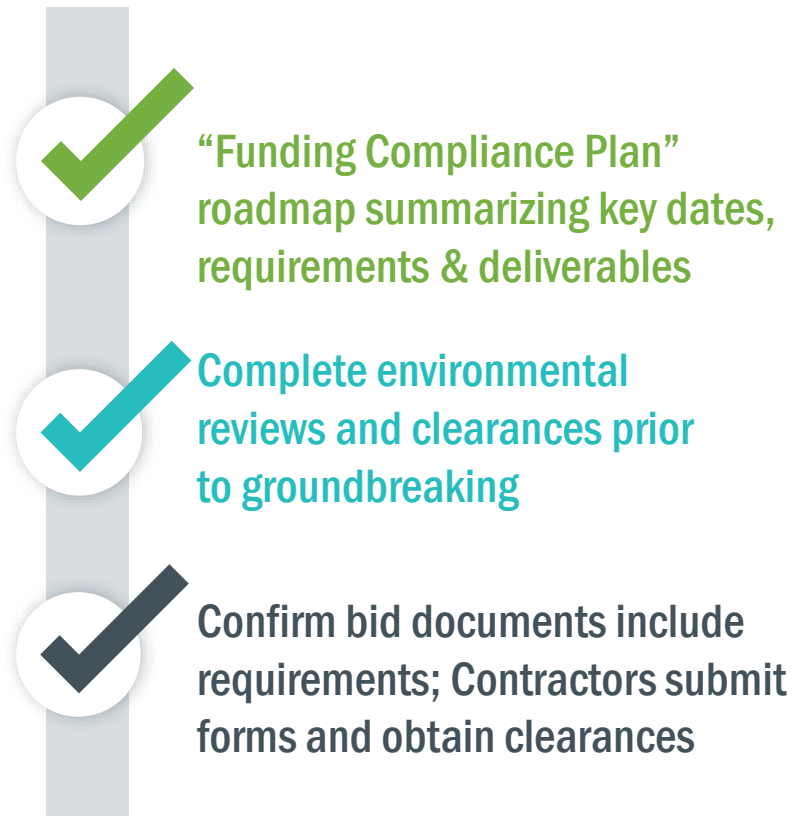 “Funding Compliance Plan”
roadmap summarizing key dates,
requirements & deliverables
Complete environmental
reviews and clearances prior
to groundbreaking
Confirm bid documents include
requirements; Contractors submit
forms and obtain clearances